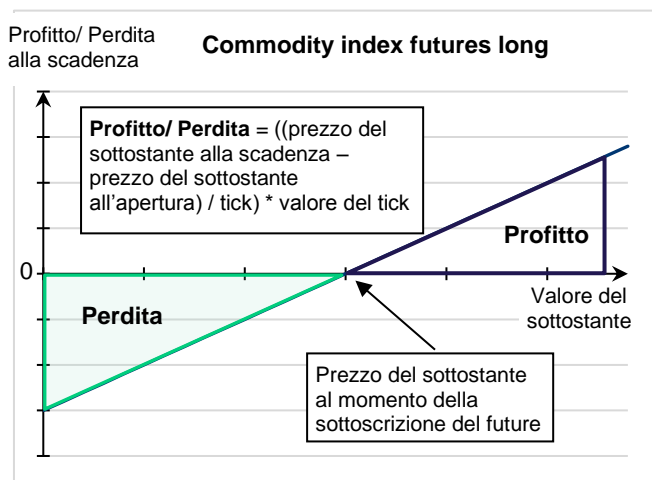 Profitto/ Perdita
alla scadenza
Commodity index futures long
Profitto/ Perdita = ((prezzo del
sottostante alla scadenza –
prezzo del sottostante
all'apertura) / tick) * valore del tick
Profitto
0
Valore del
sottostante
Perdita
Prezzo del sottostante
al momento della
sottoscrizione del future